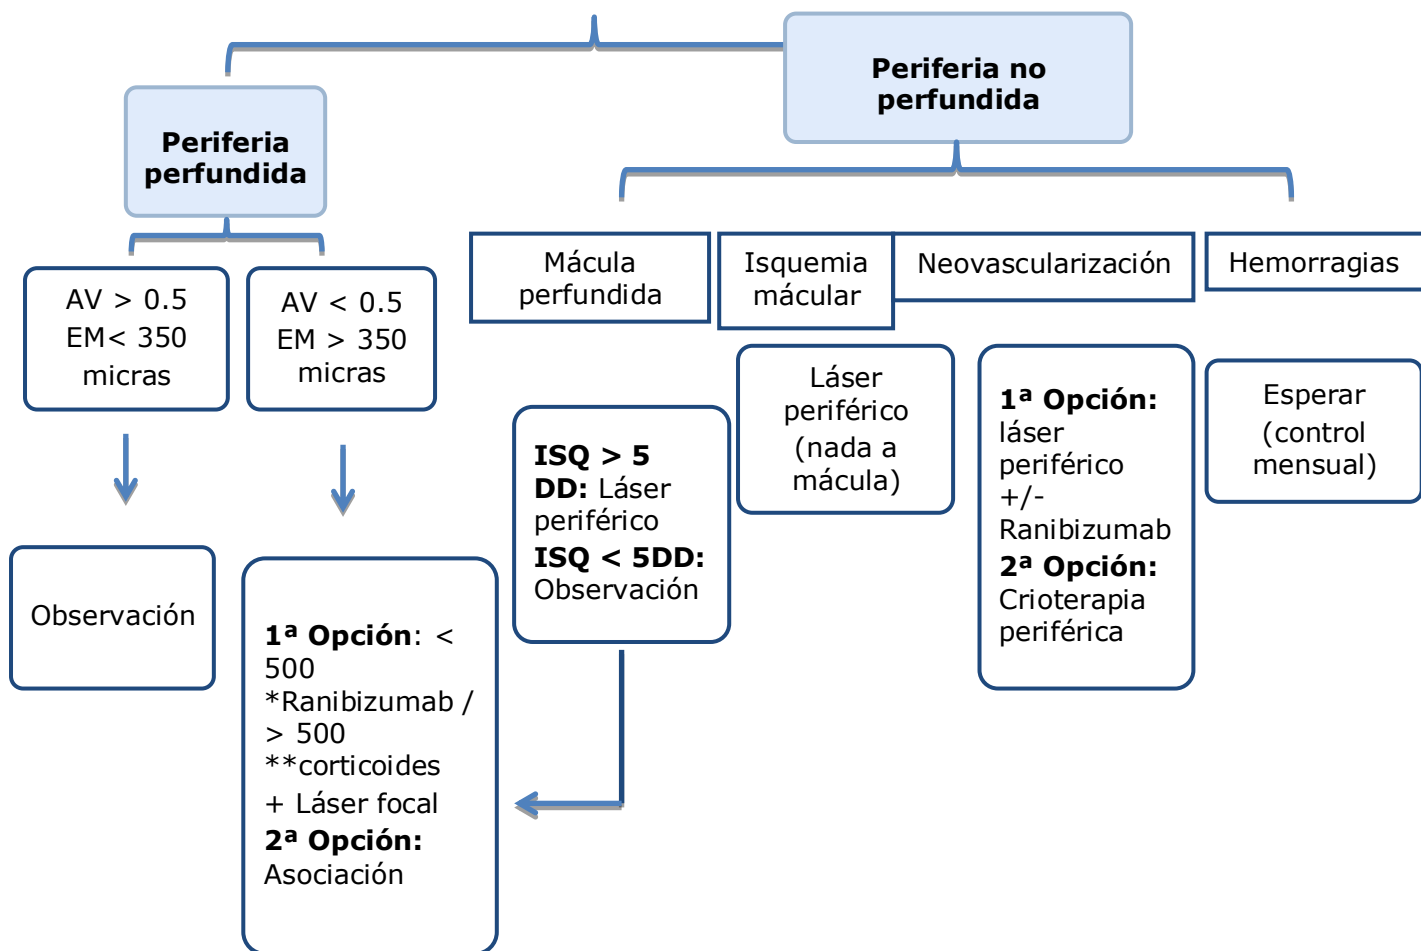 Periferia no
perfundida
Periferia
perfundida
Mácula
perfundida
Isquemia
mácular
Neovascularización
Hemorragias
AV > 0.5
EM< 350
micras
AV < 0.5
EM > 350
micras
Láser
periférico
(nada a
mácula)
1ª Opción:
láser
periférico
+/-
Ranibizumab
2ª Opción:
Crioterapia
periférica
Esperar
(control
mensual)
ISQ > 5
DD: Láser
periférico
ISQ < 5DD:
Observación
Observación
1ª Opción: <
500
*Ranibizumab /
> 500
**corticoides
+ Láser focal
2ª Opción:
Asociación